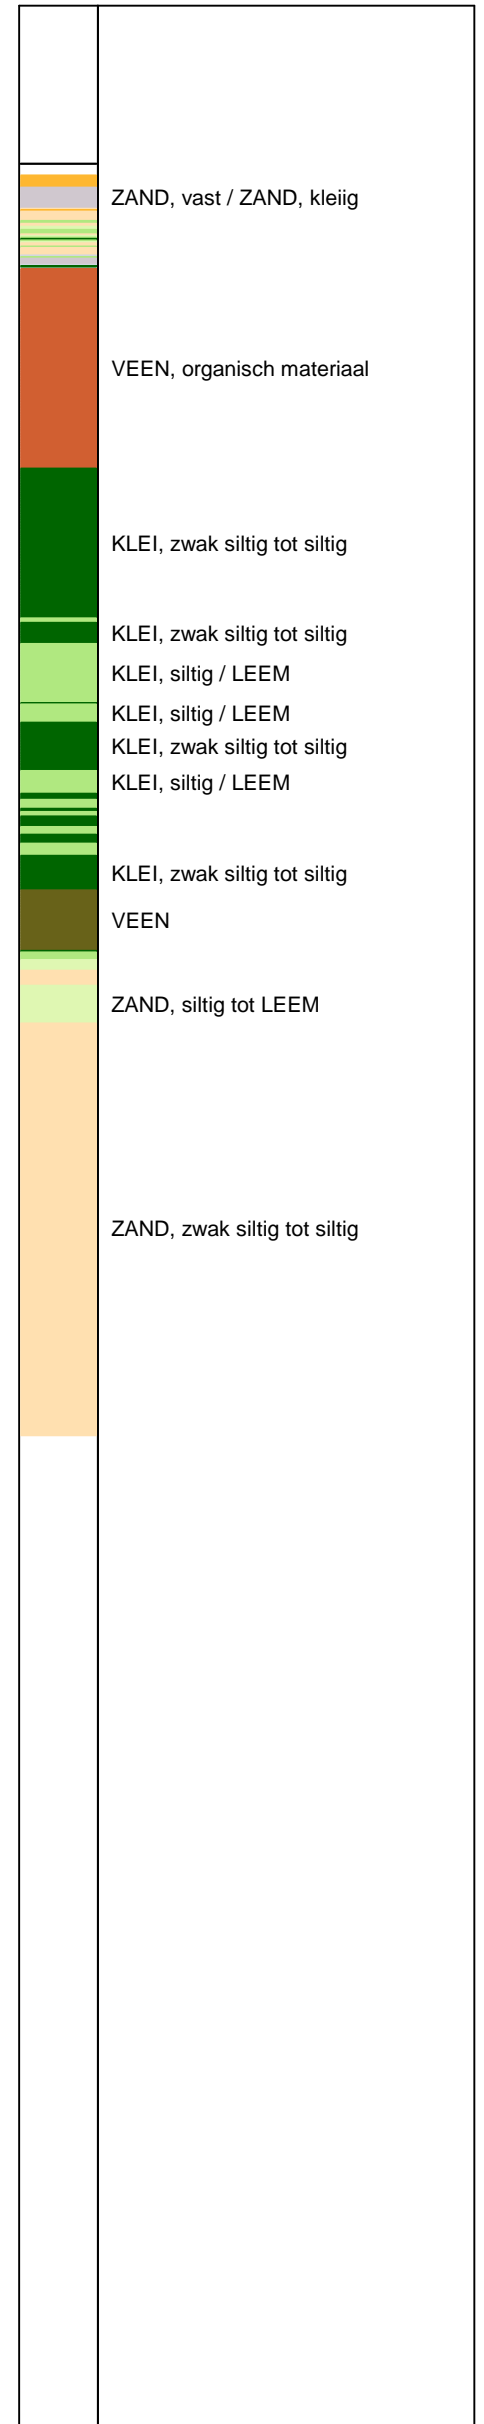 ZAND, vast / ZAND, kleiig
VEEN, organisch materiaal
KLEI, zwak siltig tot siltig
KLEI, zwak siltig tot siltig
KLEI, siltig / LEEM
KLEI, siltig / LEEM
KLEI, zwak siltig tot siltig
KLEI, siltig / LEEM
KLEI, zwak siltig tot siltig
VEEN
ZAND, siltig tot LEEM
ZAND, zwak siltig tot siltig